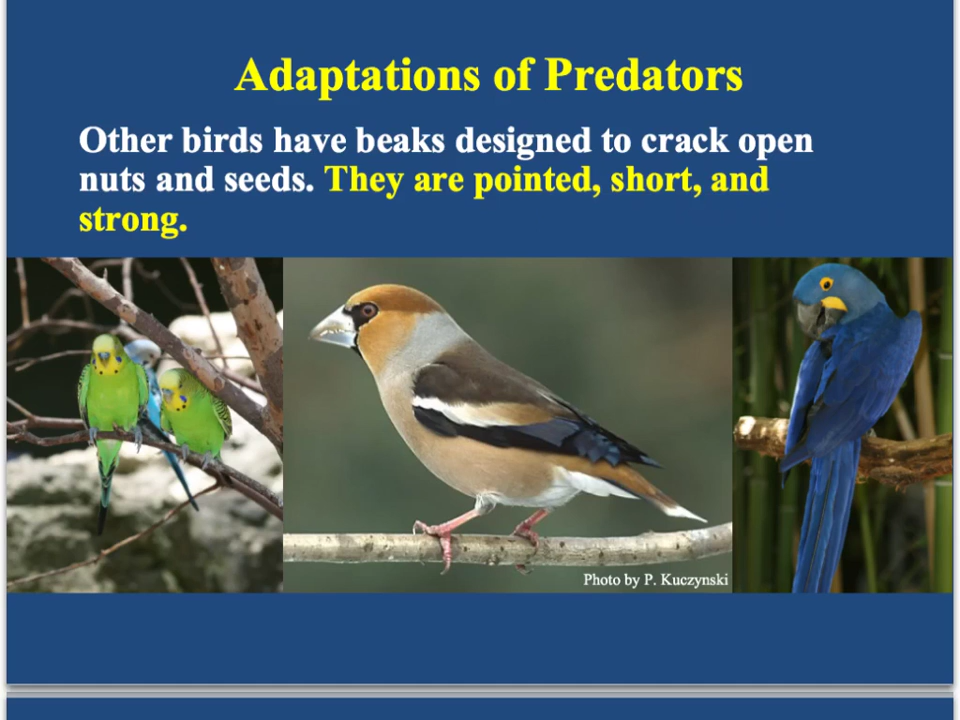 Adaptations of Predators
Other birds have beaks designed to crack open
nuts and seeds. They are pointed, short, and
strong.
Photo by P. Kuczynski